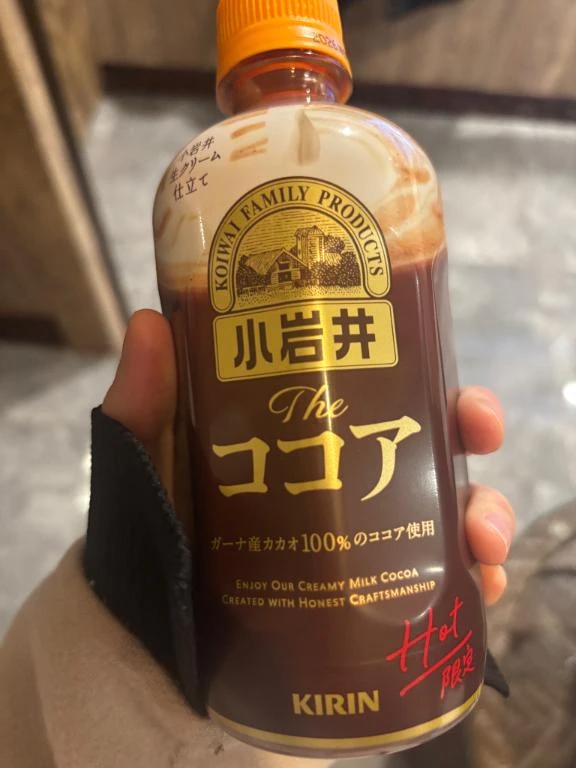 2026
小岩井
生クリーム
仕立て
KOIWAI FAMILY PRODUCTS
小岩井
The
ココア
ガーナ産カカオ100%のココア使用
ENJOY OUR CREAMY MILK COCOA
CREATED WITH HONEST CRAFTSMANSHIP
Hot
限定
KIRIN